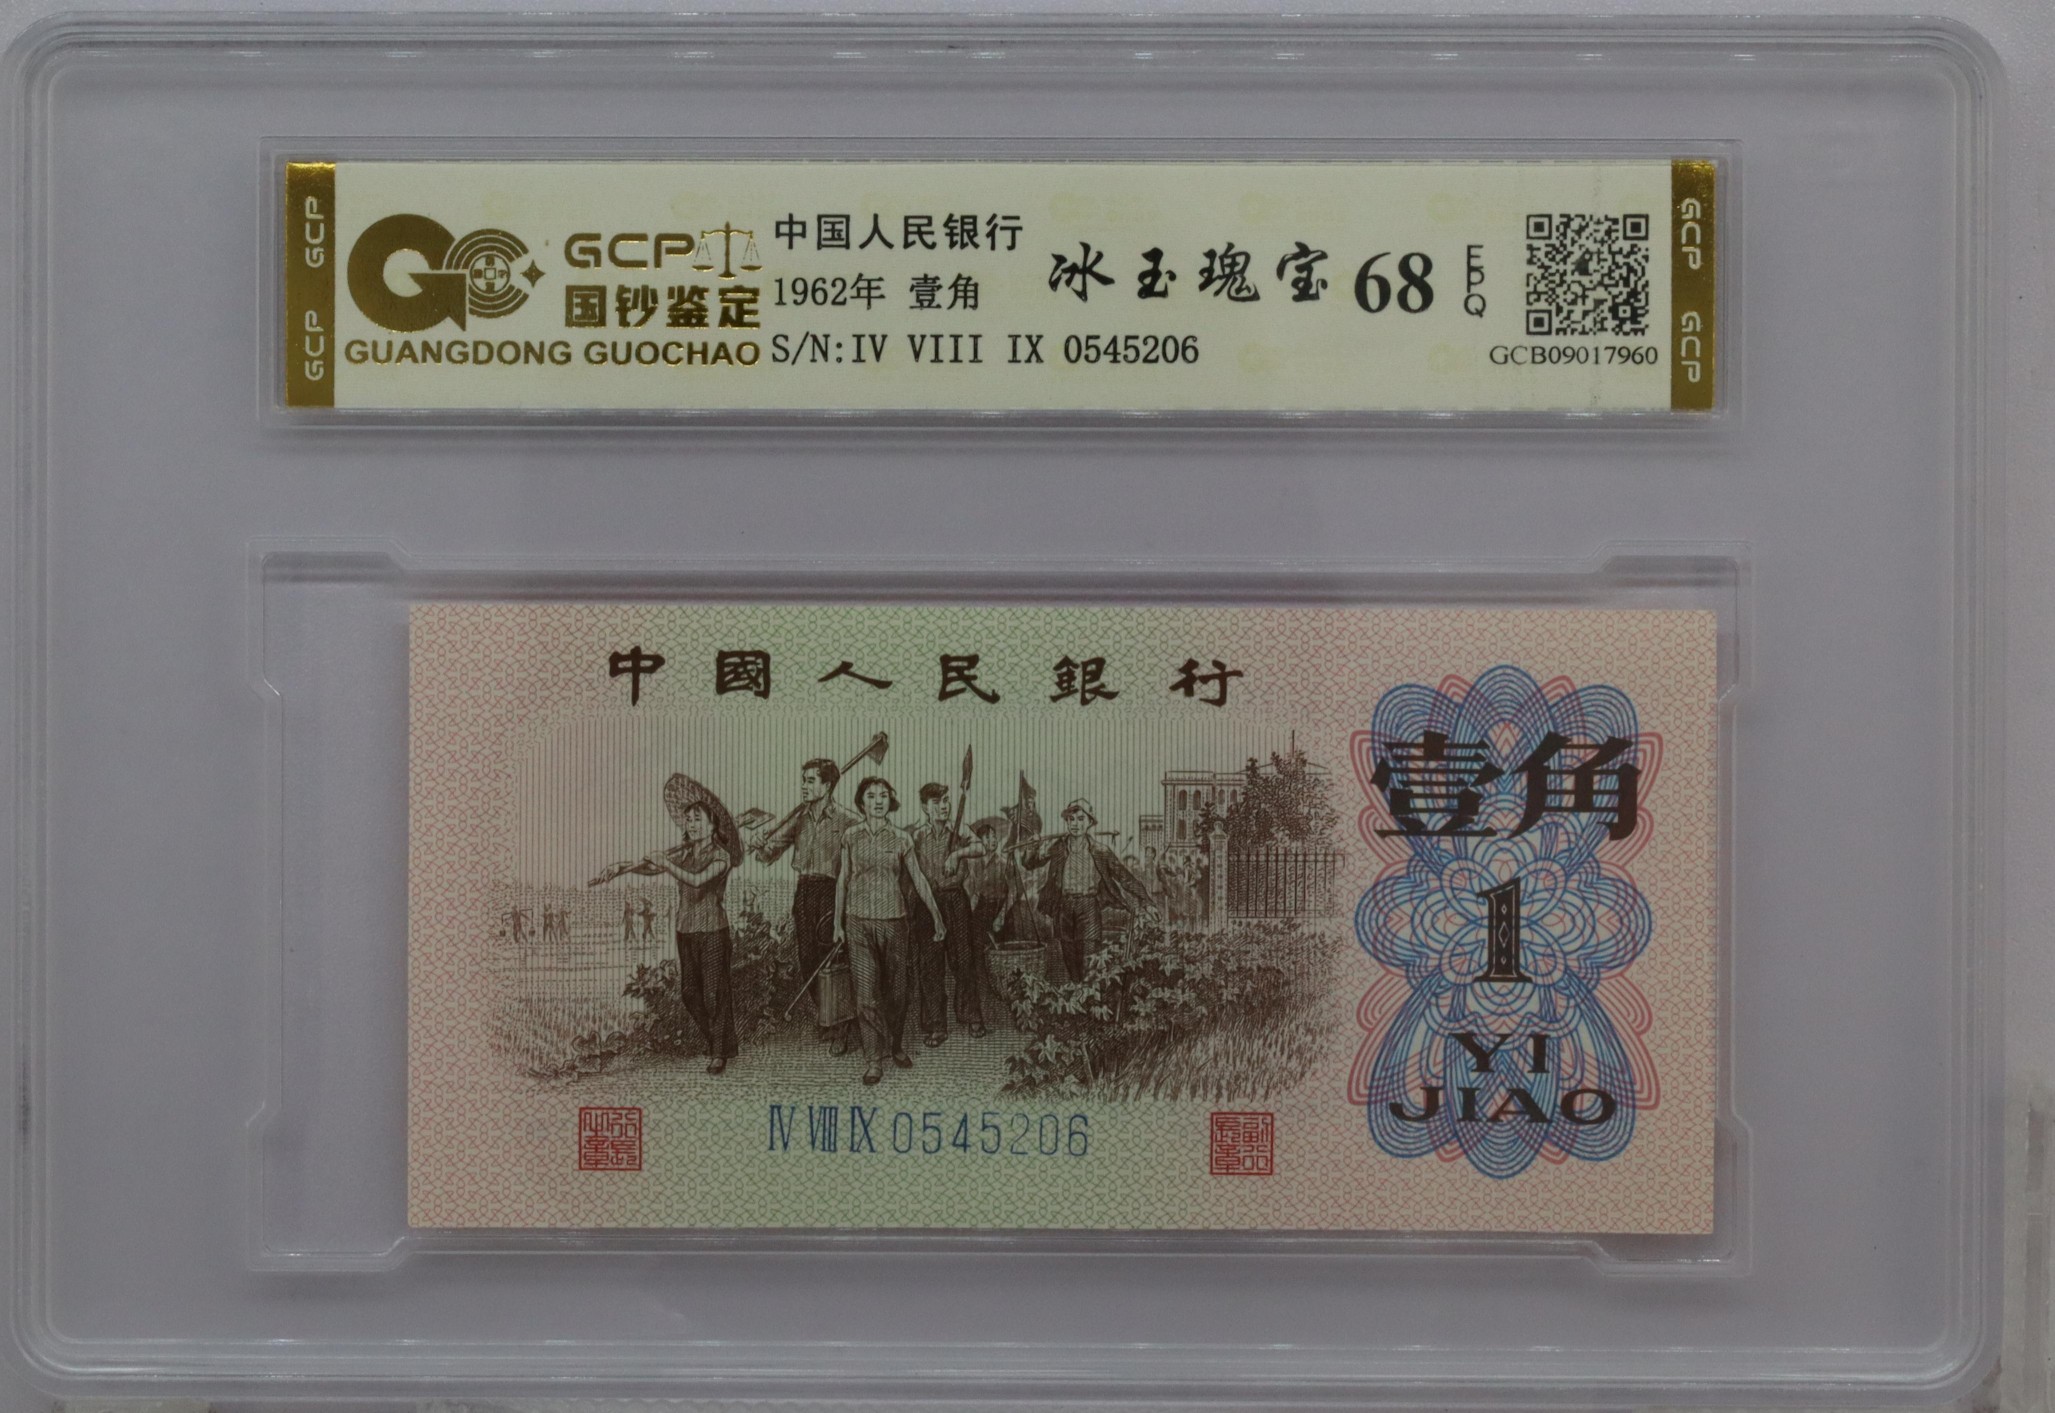 GCP
GCP
GCP
国钞鉴定
GUANGDONG GUOCHAO
中国人民银行
1962年 壹角
S/N:IV VIII IX 0545206
冰玉瑰宝 68
EPQ
GCB09017960
GCP
GCP
中國人民銀行
壹角
1
YI
JIAO
IV VIII IX 0545206